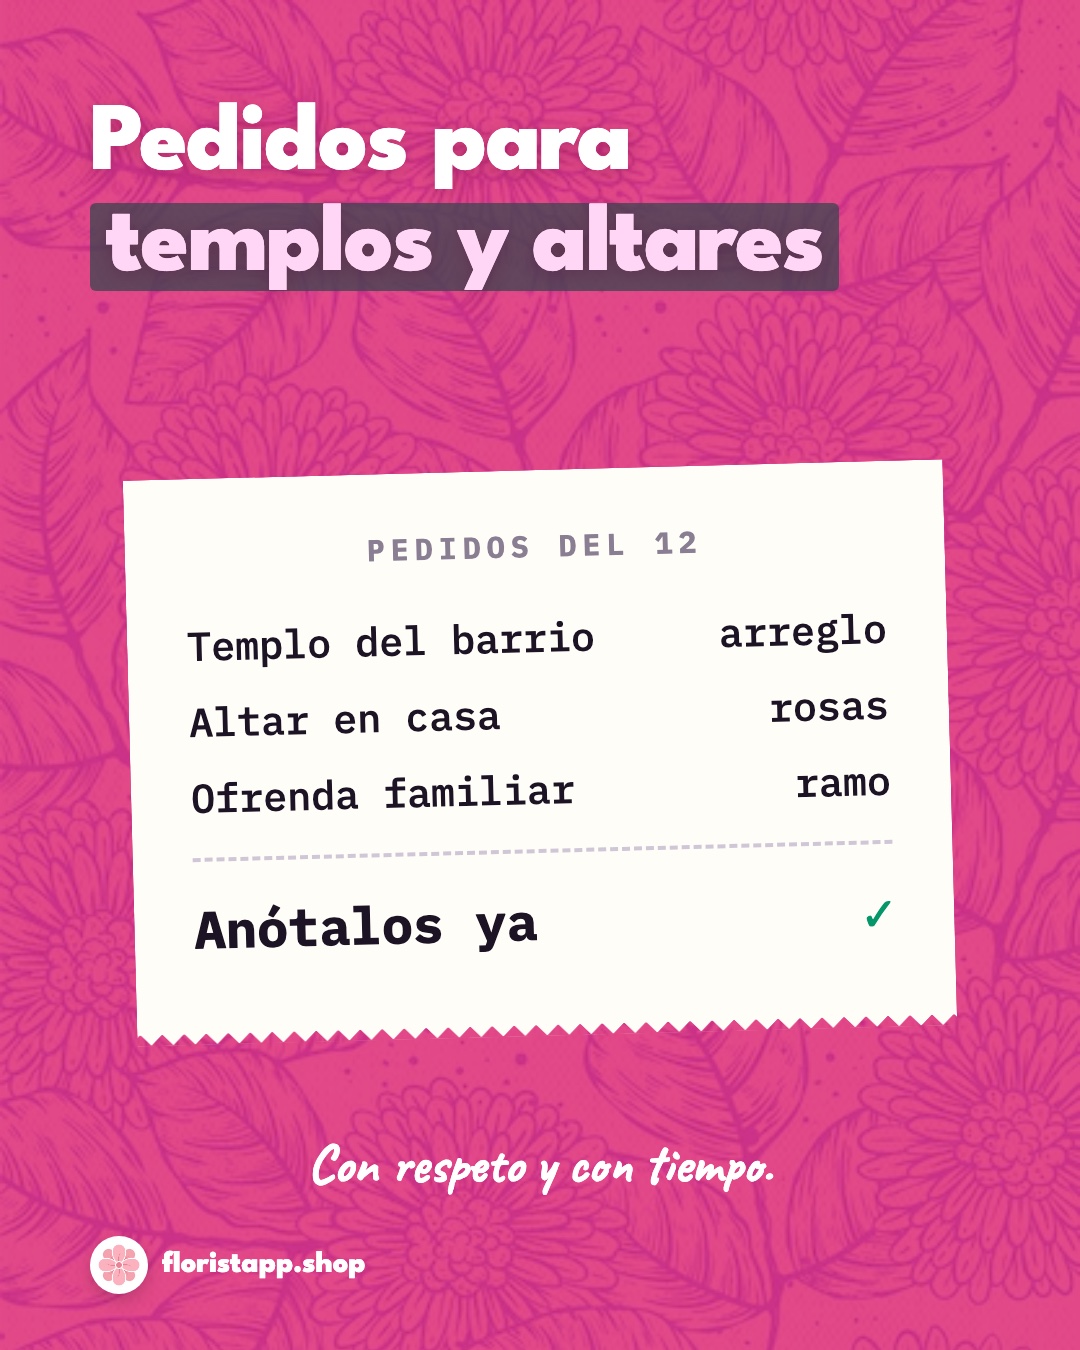 Pedidos para
templos y altares
PEDIDOS DEL 12
Templo del barrio arreglo
Altar en casa rosas
Ofrenda familiar ramo
Anótalos ya ✓
Con respeto y con tiempo.
floristapp.shop